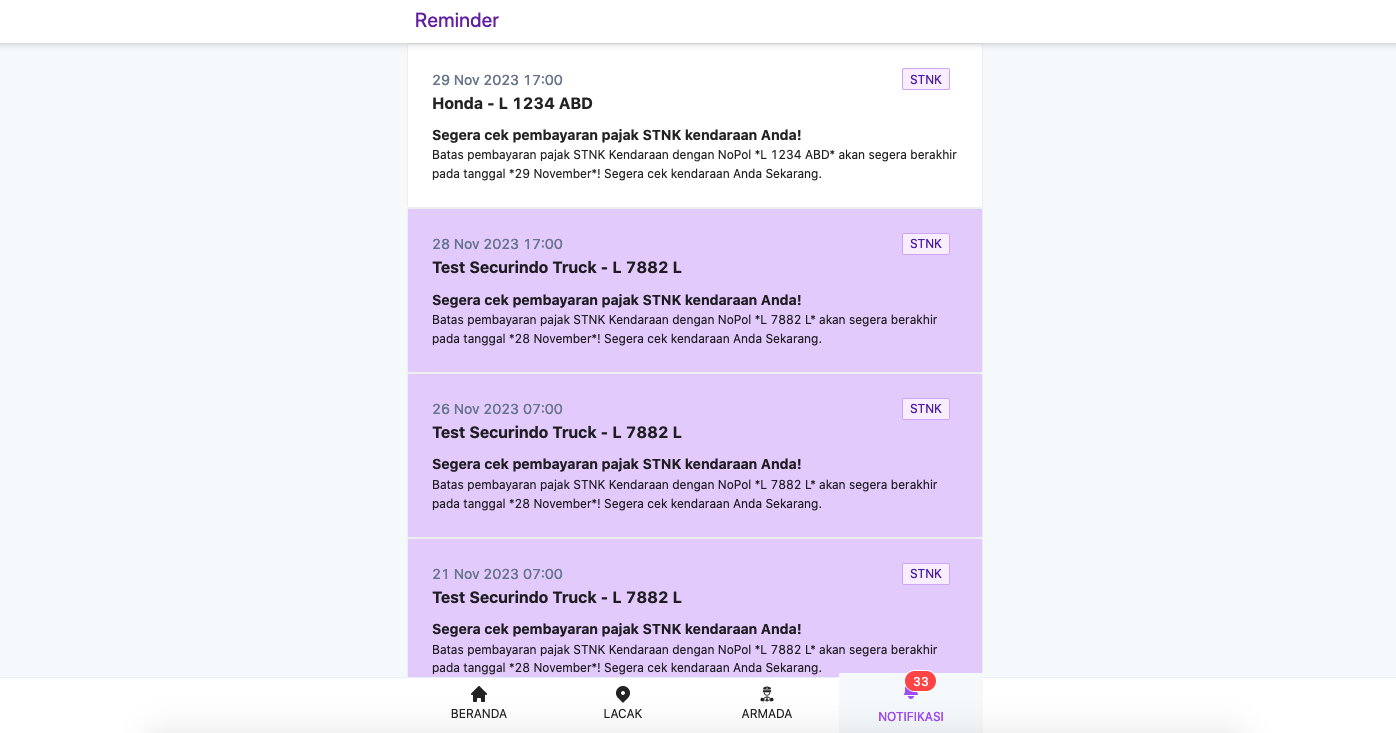 Reminder
29 Nov 2023 17:00
STNK
Honda - L 1234 ABD
Segera cek pembayaran pajak STNK kendaraan Anda!
Batas pembayaran pajak STNK Kendaraan dengan NoPol *L 1234 ABD* akan segera berakhir
pada tanggal *29 November*! Segera cek kendaraan Anda Sekarang.
28 Nov 2023 17:00
STNK
Test Securindo Truck - L 7882 L
Segera cek pembayaran pajak STNK kendaraan Anda!
Batas pembayaran pajak STNK Kendaraan dengan NoPol *L 7882 L* akan segera berakhir
pada tanggal *28 November*! Segera cek kendaraan Anda Sekarang.
26 Nov 2023 07:00
STNK
Test Securindo Truck - L 7882 L
Segera cek pembayaran pajak STNK kendaraan Anda!
Batas pembayaran pajak STNK Kendaraan dengan NoPol *L 7882 L* akan segera berakhir
pada tanggal *28 November*! Segera cek kendaraan Anda Sekarang.
21 Nov 2023 07:00
STNK
Test Securindo Truck - L 7882 L
Segera cek pembayaran pajak STNK kendaraan Anda!
Batas pembayaran pajak STNK Kendaraan dengan NoPol *L 7882 L* akan segera berakhir
pada tanggal *28 November*! Segera cek kendaraan Anda Sekarang.
33
BERANDA
LACAK
ARMADA
NOTIFIKASI